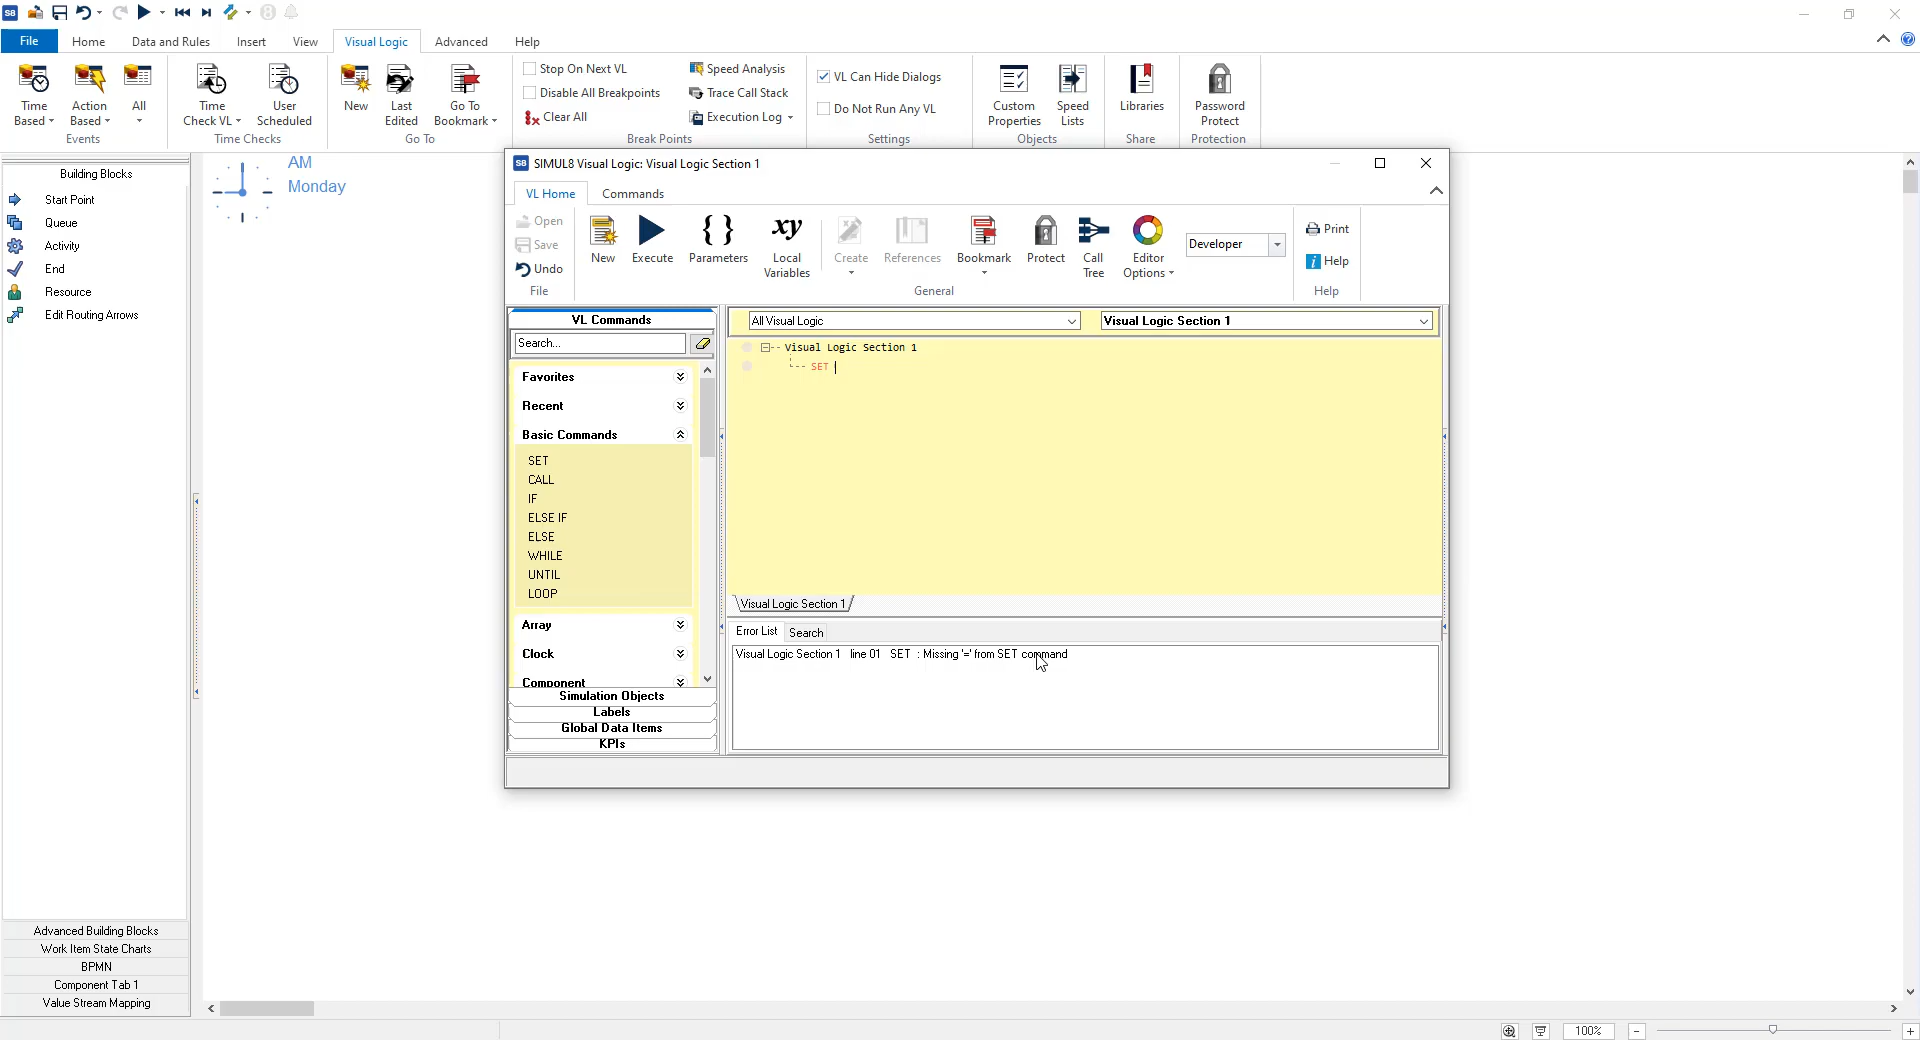 S8
File
Home
Data and Rules
Insert
View
Visual Logic
Advanced
Help
Time Based
Action Based
All
Events
Time Check VL
User Scheduled
Time Checks
New
Last Edited
Go To Bookmark
Go To
Stop On Next VL
Disable All Breakpoints
Clear All
Speed Analysis
Trace Call Stack
Execution Log
Break Points
VL Can Hide Dialogs
Do Not Run Any VL
Settings
Custom Properties
Speed Lists
Objects
Libraries
Share
Password Protect
Protection
Building Blocks
Start Point
Queue
Activity
End
Resource
Edit Routing Arrows
AM
Monday
S8 SIMUL8 Visual Logic: Visual Logic Section 1
VL Home
Commands
Open
Save
Undo
File
New
Execute
{ }
Parameters
xy
Local Variables
Create
References
Bookmark
Protect
Call Tree
Editor Options
General
Developer
Print
i Help
Help
VL Commands
Search...
Favorites
Recent
Basic Commands
SET
CALL
IF
ELSE IF
ELSE
WHILE
UNTIL
LOOP
Array
Clock
Component
Simulation Objects
Labels
Global Data Items
KPIs
All Visual Logic
Visual Logic Section 1
Visual Logic Section 1
SET
Visual Logic Section 1
Error List
Search
Visual Logic Section 1 line 01 SET : Missing '=' from SET command
Advanced Building Blocks
Work Item State Charts
BPMN
Component Tab 1
Value Stream Mapping
100%